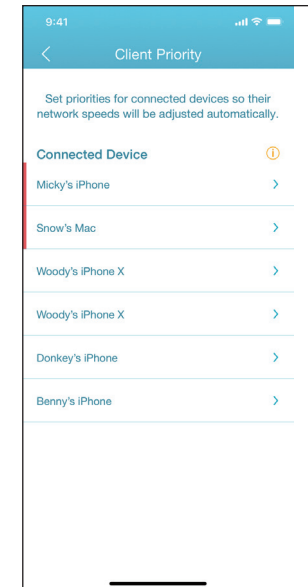 9:41
Client Priority
Set priorities for connected devices so their
network speeds will be adjusted automatically.
Connected Device
Micky's iPhone
Snow's Mac
Woody's iPhone X
Woody's iPhone X
Donkey's iPhone
Benny's iPhone